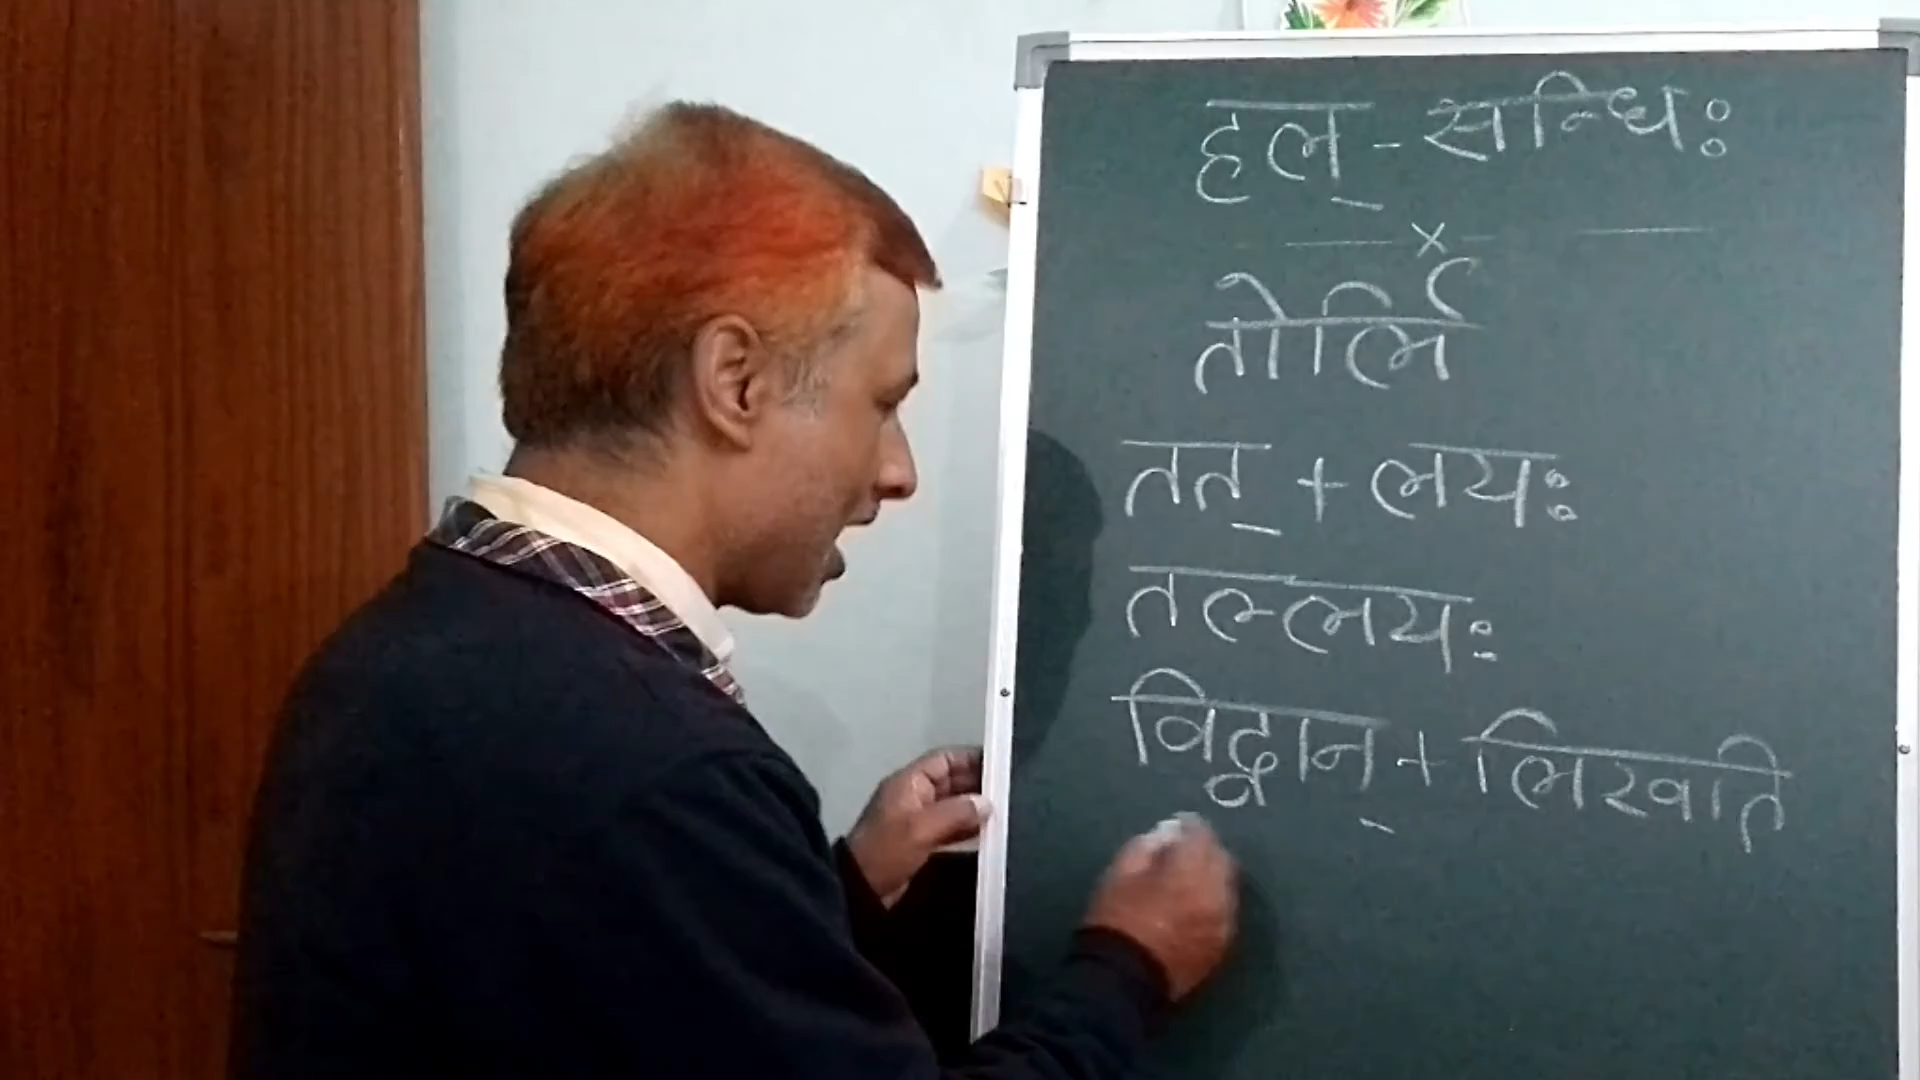 हल् - सन्धिः
तोर्लि
तत् + लयः
तल्लयः
विद्वान् + लिखति